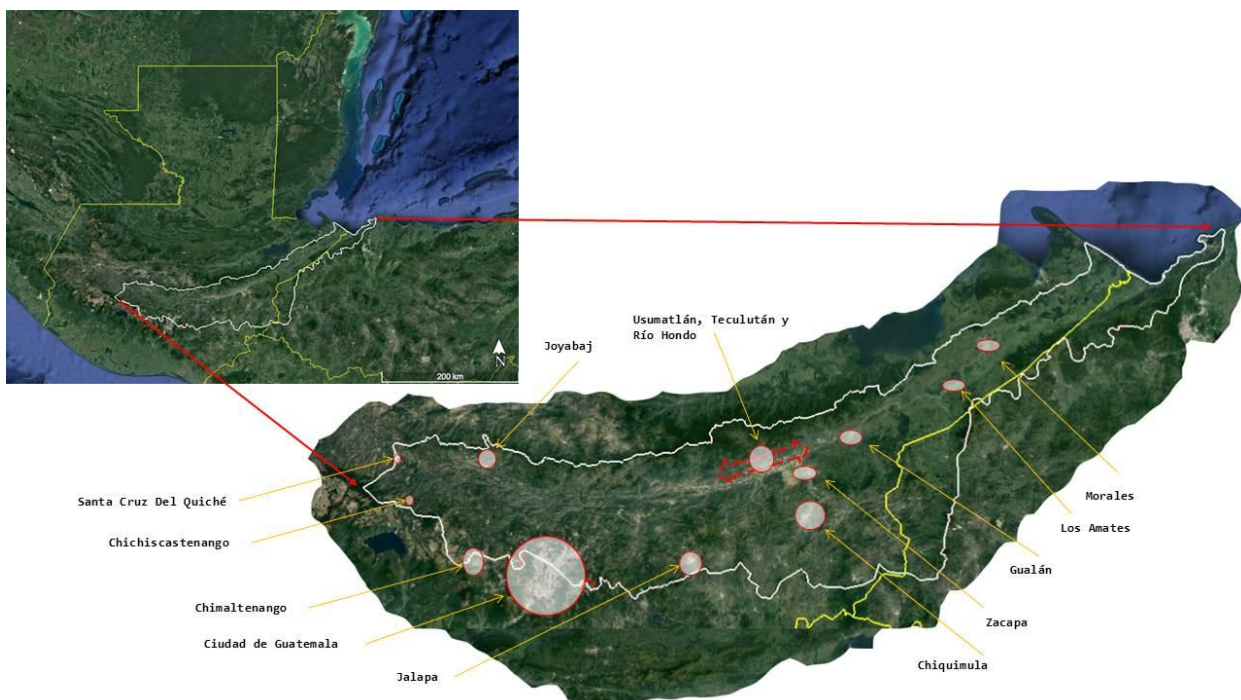 N
200 km
Usumatlán, Teculután y
Río Hondo
Joyabaj
Santa Cruz Del Quiché
Chichiscastenango
Chimaltenango
Ciudad de Guatemala
Jalapa
Morales
Los Amates
Gualán
Zacapa
Chiquimula